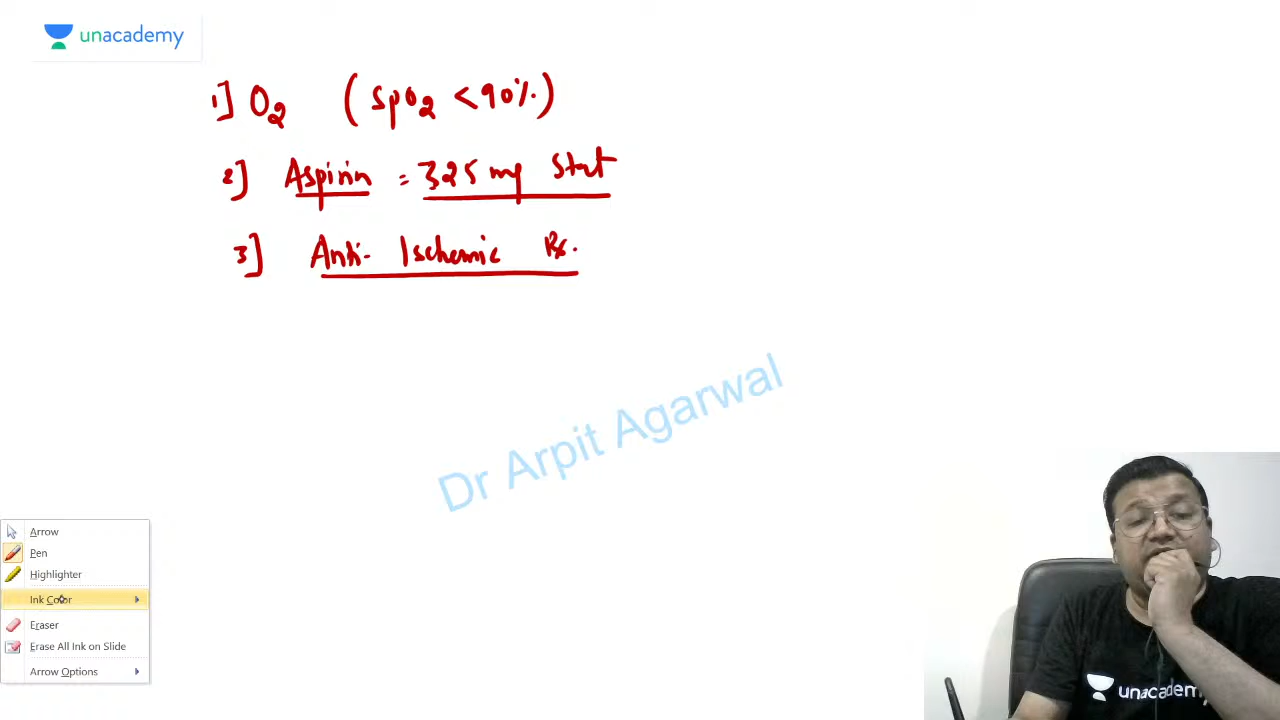 unacademy
1] O2 (SpO2 <90%)
2] Aspirin = 325 mg Stat
3] Anti-Ischemic Rx.
Dr Arpit Agarwal
Arrow
Pen
Highlighter
Ink Color
Eraser
Erase All Ink on Slide
Arrow Options
unacademy